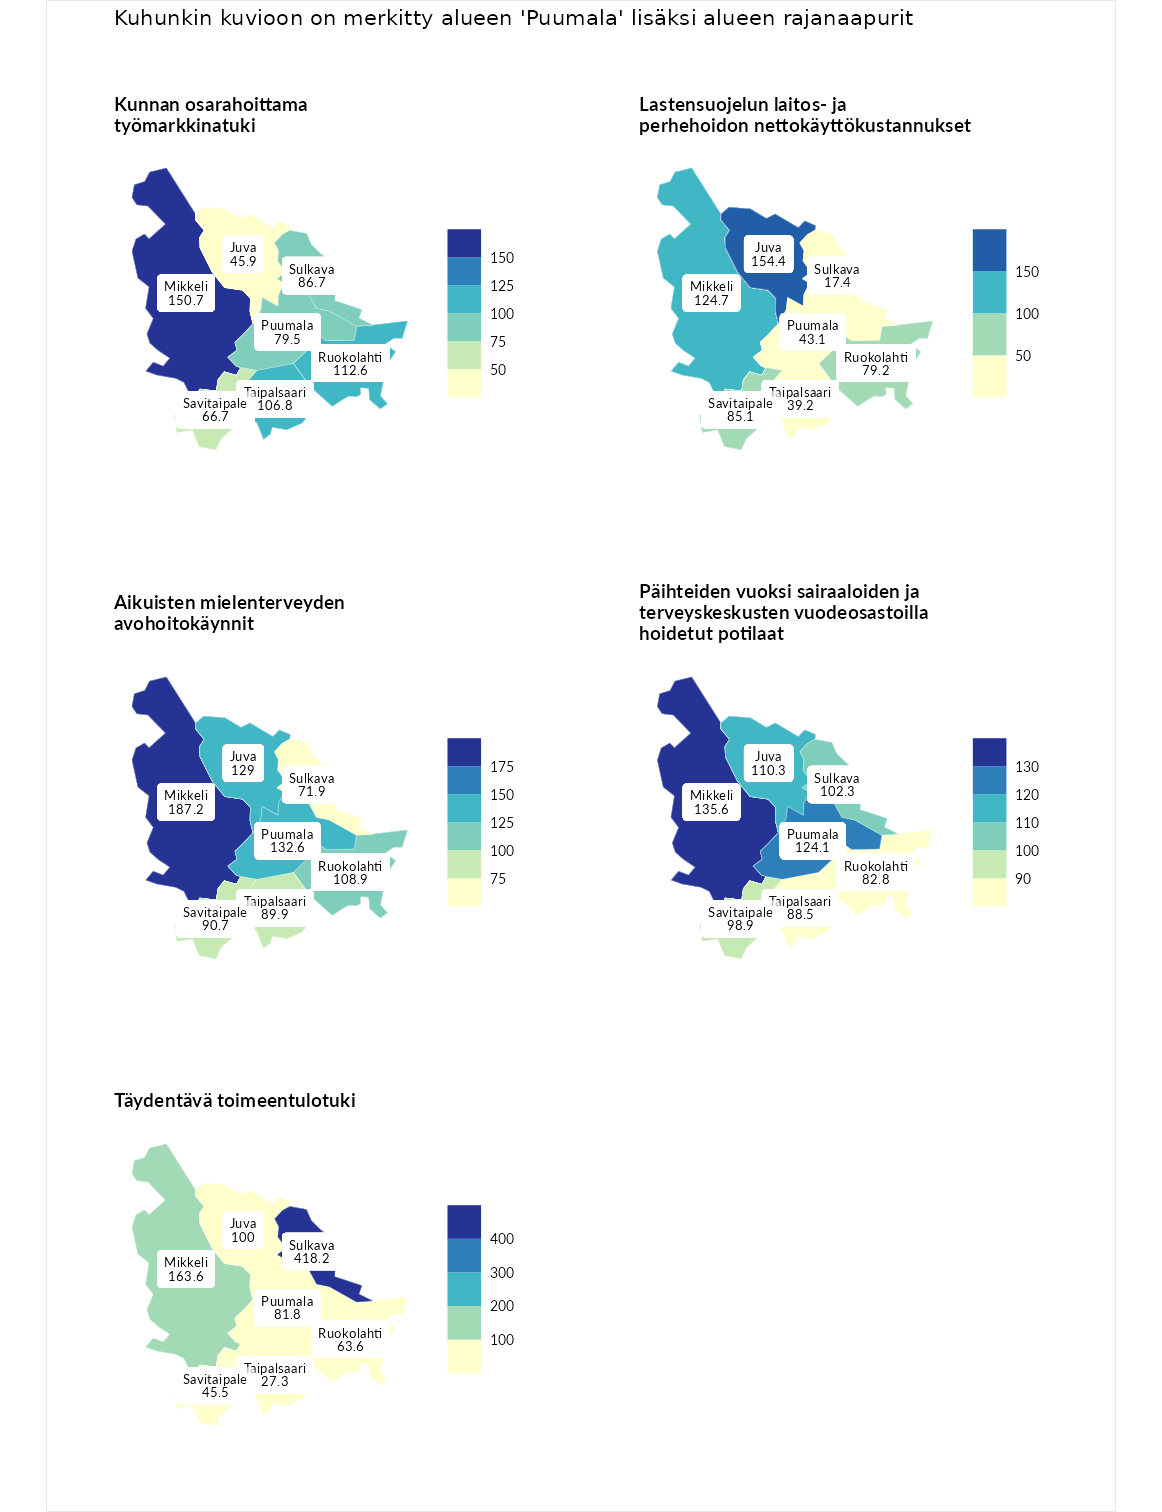 Kuhunkin kuvioon on merkitty alueen 'Puumala' lisäksi alueen rajanaapurit
Kunnan osarahoittama
työmarkkinatuki
Juva
45.9
Sulkava
86.7
Mikkeli
150.7
Puumala
79.5
Ruokolahti
112.6
Taipalsaari
106.8
Savitaipale
66.7
150
125
100
75
50
Lastensuojelun laitos- ja
perhehoidon nettokäyttökustannukset
Juva
154.4
Sulkava
17.4
Mikkeli
124.7
Puumala
43.1
Ruokolahti
79.2
Taipalsaari
39.2
Savitaipale
85.1
150
100
50
Aikuisten mielenterveyden
avohoitokäynnit
Juva
129
Sulkava
71.9
Mikkeli
187.2
Puumala
132.6
Ruokolahti
108.9
Taipalsaari
89.9
Savitaipale
90.7
175
150
125
100
75
Päihteiden vuoksi sairaaloiden ja
terveyskeskusten vuodeosastoilla
hoidetut potilaat
Juva
110.3
Sulkava
102.3
Mikkeli
135.6
Puumala
124.1
Ruokolahti
82.8
Taipalsaari
88.5
Savitaipale
98.9
130
120
110
100
90
Täydentävä toimeentulotuki
Juva
100
Sulkava
418.2
Mikkeli
163.6
Puumala
81.8
Ruokolahti
63.6
Taipalsaari
27.3
Savitaipale
45.5
400
300
200
100